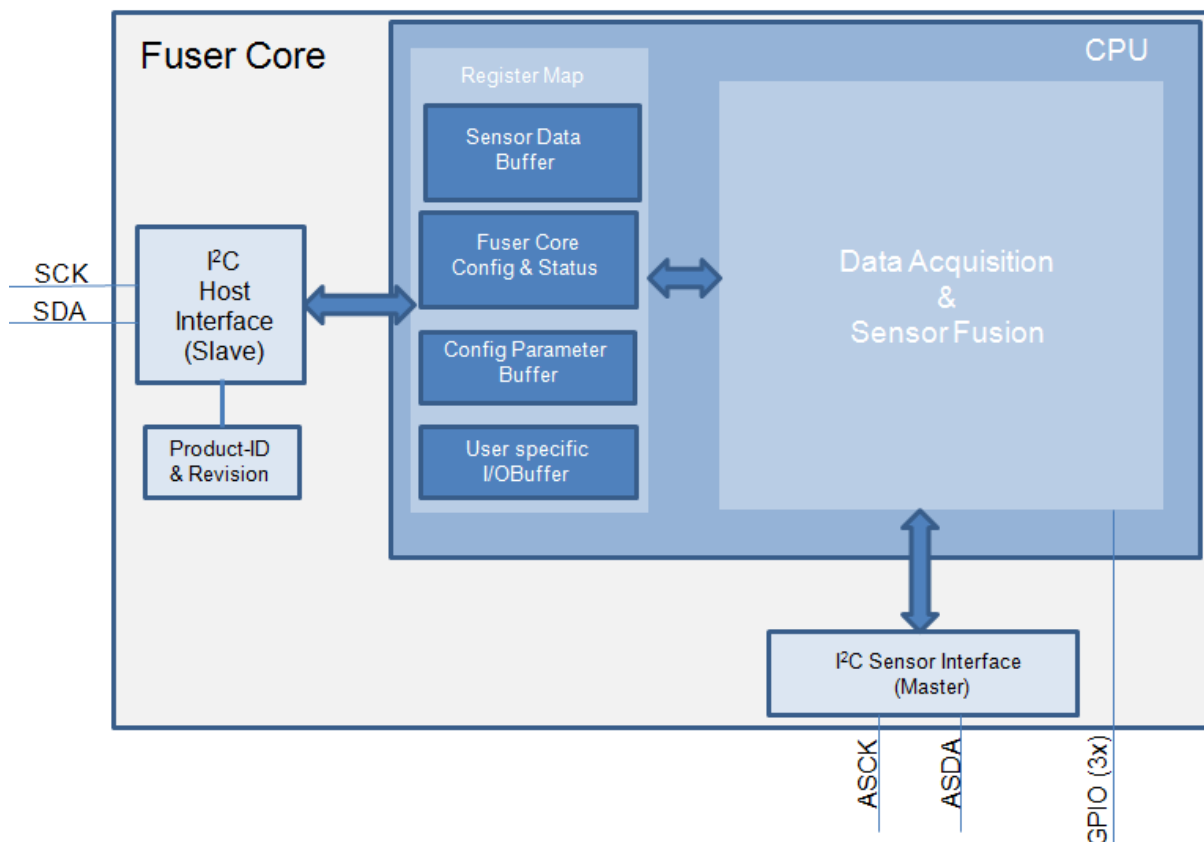 Fuser Core
CPU
Register Map
Sensor Data
Buffer
Fuser Core
Config & Status
Config Parameter
Buffer
User specific
I/OBuffer
Data Acquisition
&
Sensor Fusion
SCK
SDA
I²C
Host
Interface
(Slave)
Product-ID
& Revision
I²C Sensor Interface
(Master)
ASCK
ASDA
GPIO (3x)